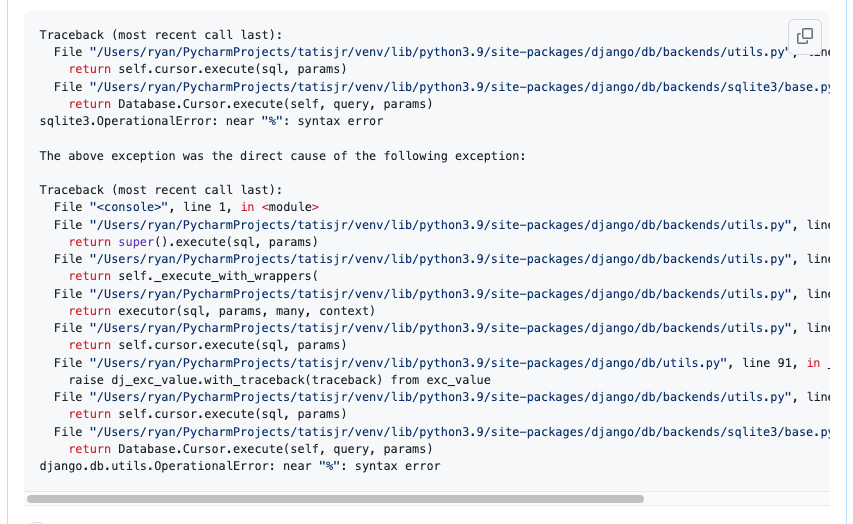 Traceback (most recent call last):
  File "/Users/ryan/PycharmProjects/tatisjr/venv/lib/python3.9/site-packages/django/db/backends/utils.py", line
    return self.cursor.execute(sql, params)
  File "/Users/ryan/PycharmProjects/tatisjr/venv/lib/python3.9/site-packages/django/db/backends/sqlite3/base.py
    return Database.Cursor.execute(self, query, params)
sqlite3.OperationalError: near "%": syntax error

The above exception was the direct cause of the following exception:

Traceback (most recent call last):
  File "<console>", line 1, in <module>
  File "/Users/ryan/PycharmProjects/tatisjr/venv/lib/python3.9/site-packages/django/db/backends/utils.py", line
    return super().execute(sql, params)
  File "/Users/ryan/PycharmProjects/tatisjr/venv/lib/python3.9/site-packages/django/db/backends/utils.py", line
    return self._execute_with_wrappers(
  File "/Users/ryan/PycharmProjects/tatisjr/venv/lib/python3.9/site-packages/django/db/backends/utils.py", line
    return executor(sql, params, many, context)
  File "/Users/ryan/PycharmProjects/tatisjr/venv/lib/python3.9/site-packages/django/db/backends/utils.py", line
    return self.cursor.execute(sql, params)
  File "/Users/ryan/PycharmProjects/tatisjr/venv/lib/python3.9/site-packages/django/db/utils.py", line 91, in _
    raise dj_exc_value.with_traceback(traceback) from exc_value
  File "/Users/ryan/PycharmProjects/tatisjr/venv/lib/python3.9/site-packages/django/db/backends/utils.py", line
    return self.cursor.execute(sql, params)
  File "/Users/ryan/PycharmProjects/tatisjr/venv/lib/python3.9/site-packages/django/db/backends/sqlite3/base.py
    return Database.Cursor.execute(self, query, params)
django.db.utils.OperationalError: near "%": syntax error